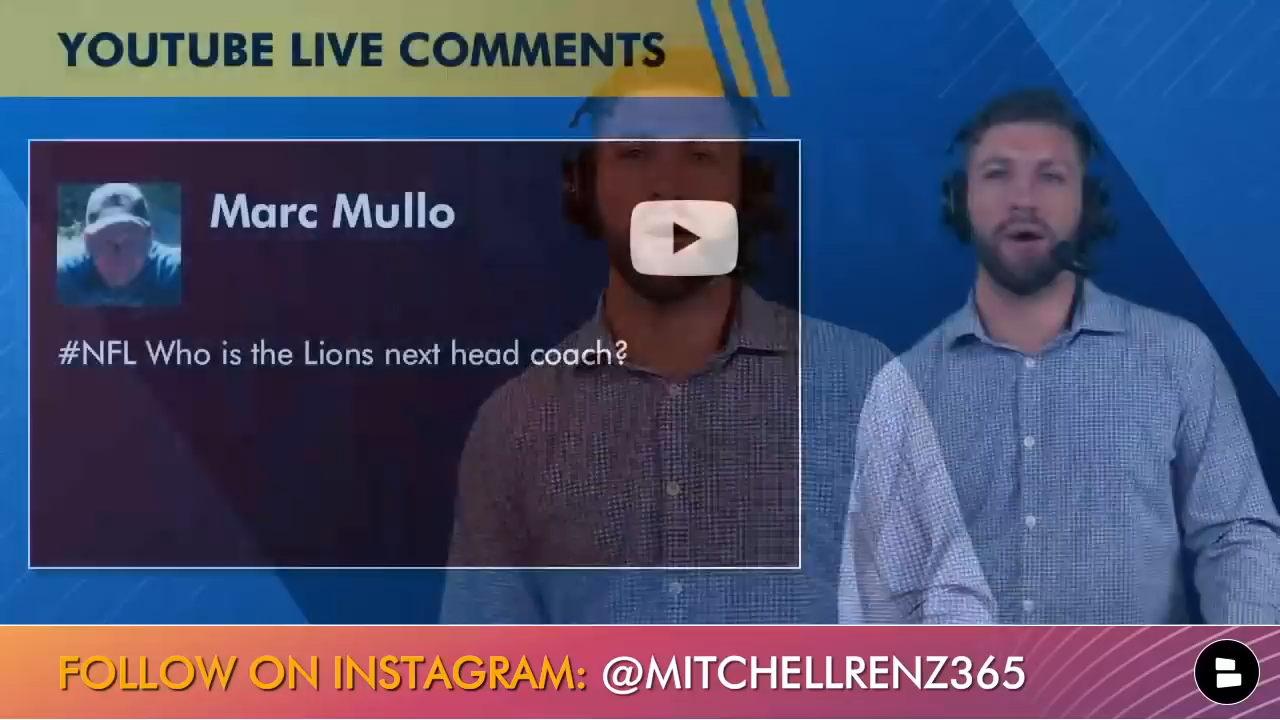 YOUTUBE LIVE COMMENTS
Marc Mullo
#NFL Who is the Lions next head coach?
FOLLOW ON INSTAGRAM: @MITCHELLRENZ365